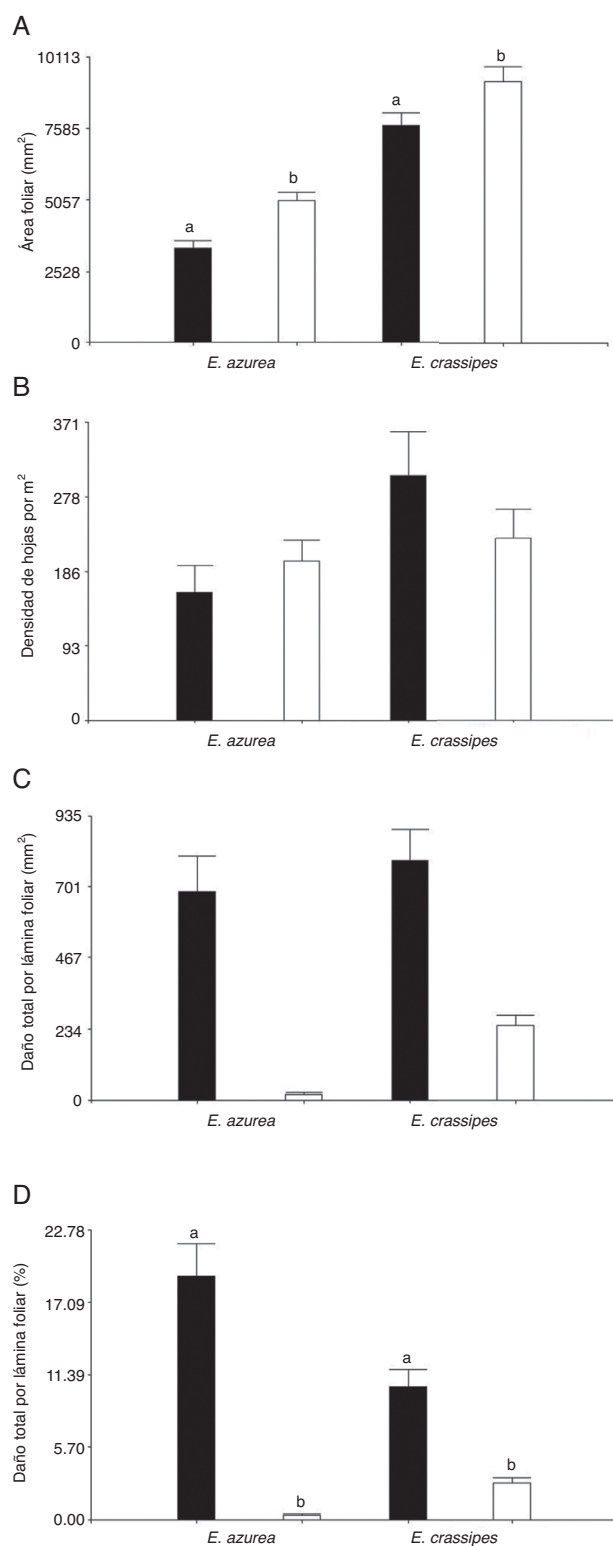 A
Área foliar (mm²)
10113
7585
5057
2528
0
a
b
a
b
E. azurea
E. crassipes
B
Densidad de hojas por m²
371
278
186
93
0
E. azurea
E. crassipes
C
Daño total por lámina foliar (mm²)
935
701
467
234
0
E. azurea
E. crassipes
D
Daño total por lámina foliar (%)
22.78
17.09
11.39
5.70
0.00
a
b
a
b
E. azurea
E. crassipes